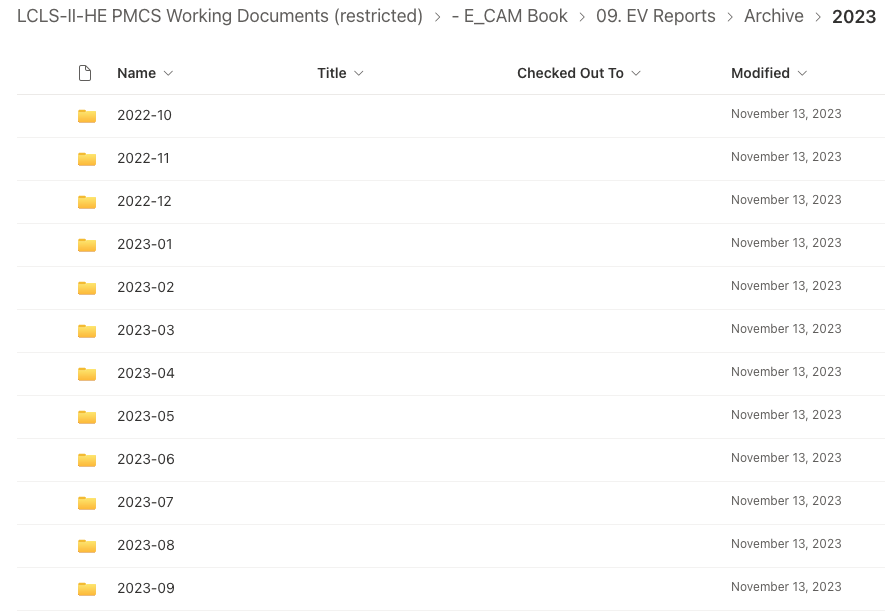 LCLS-II-HE PMCS Working Documents (restricted) > - E_CAM Book > 09. EV Reports > Archive > 2023
Name Title Checked Out To Modified
2022-10 November 13, 2023
2022-11 November 13, 2023
2022-12 November 13, 2023
2023-01 November 13, 2023
2023-02 November 13, 2023
2023-03 November 13, 2023
2023-04 November 13, 2023
2023-05 November 13, 2023
2023-06 November 13, 2023
2023-07 November 13, 2023
2023-08 November 13, 2023
2023-09 November 13, 2023